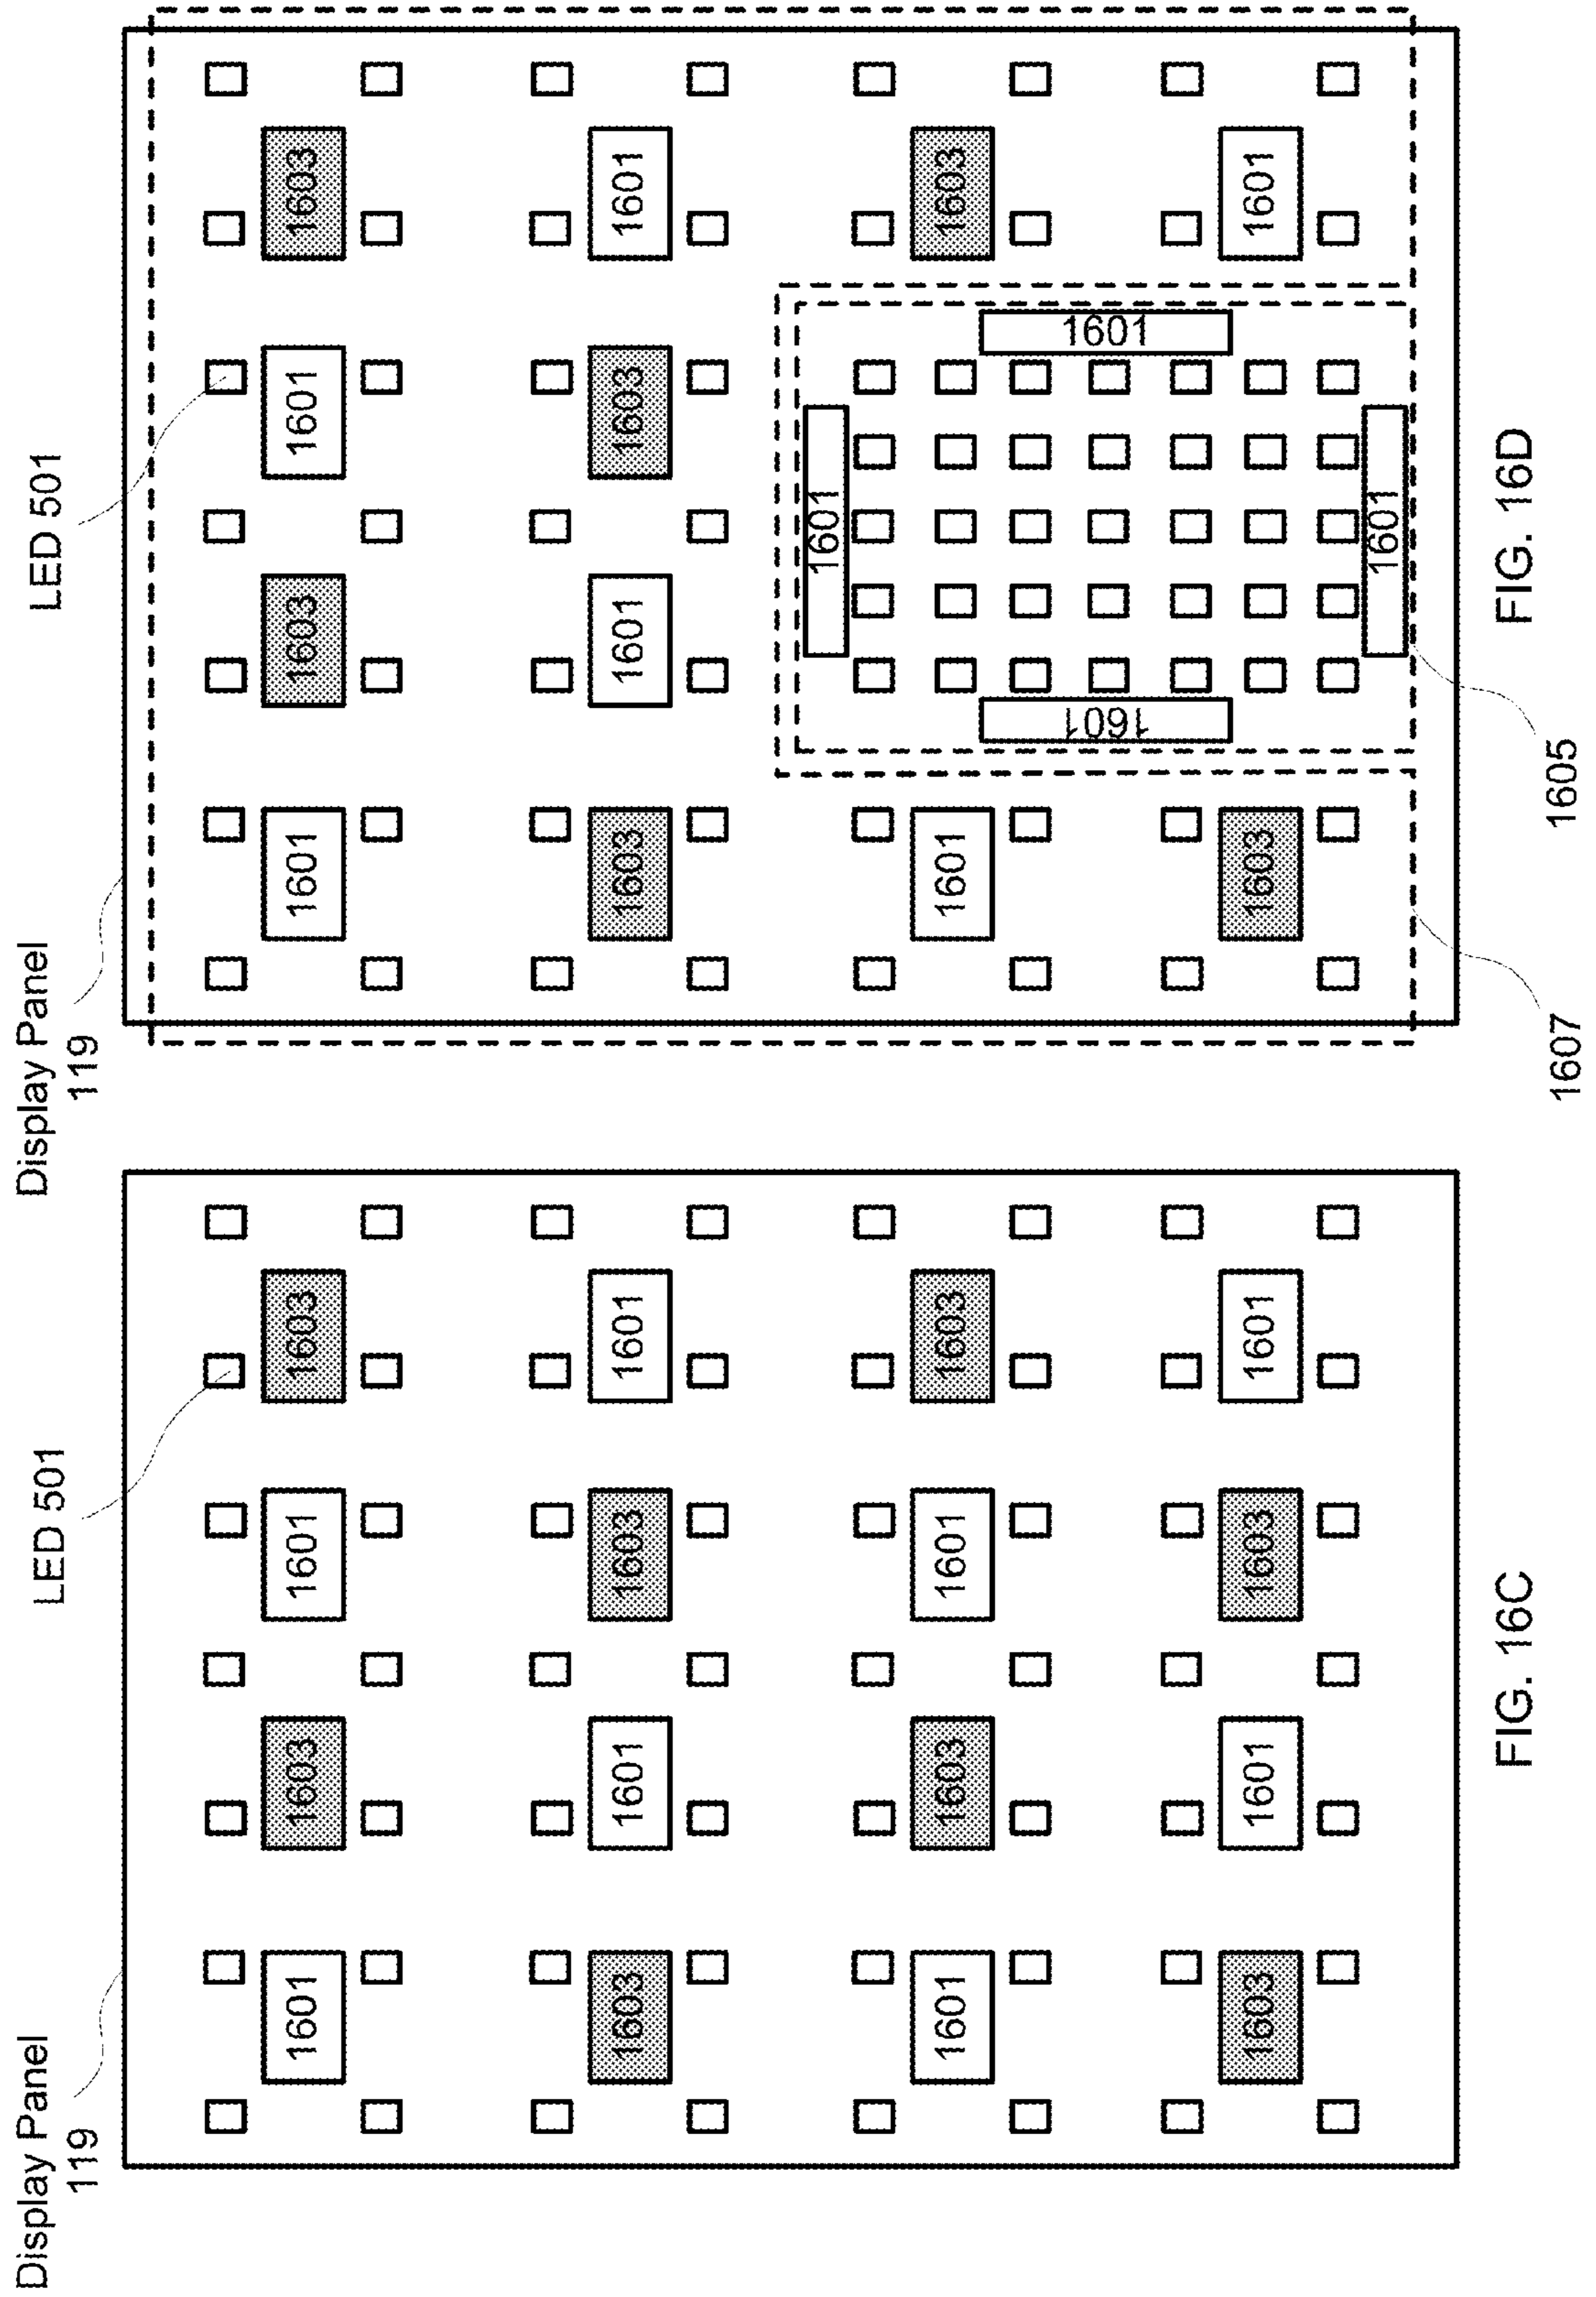 Display Panel
119
LED 501
1601 1603 1601 1603
1603 1601 1603 1601
1601 1603 1601 1603
1603 1601 1603 1601
FIG. 16C
Display Panel
119
LED 501
1601 1603 1601 1603
1603 1601 1603 1601
1601
1601 1603
1601 1601
1603 1601
1601
1607
1605
FIG. 16D